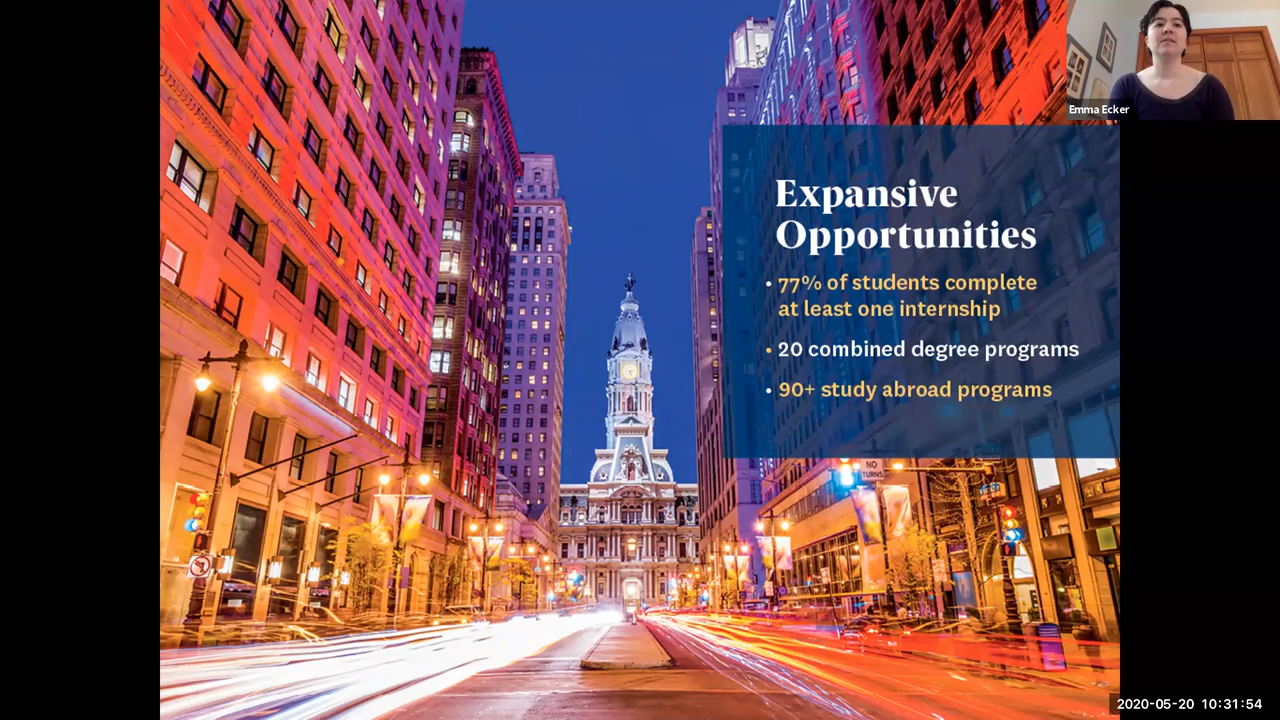 Emma Ecker
Expansive
Opportunities
• 77% of students complete
at least one internship
• 20 combined degree programs
• 90+ study abroad programs
NO
TURNS
2020-05-20 10:31:54